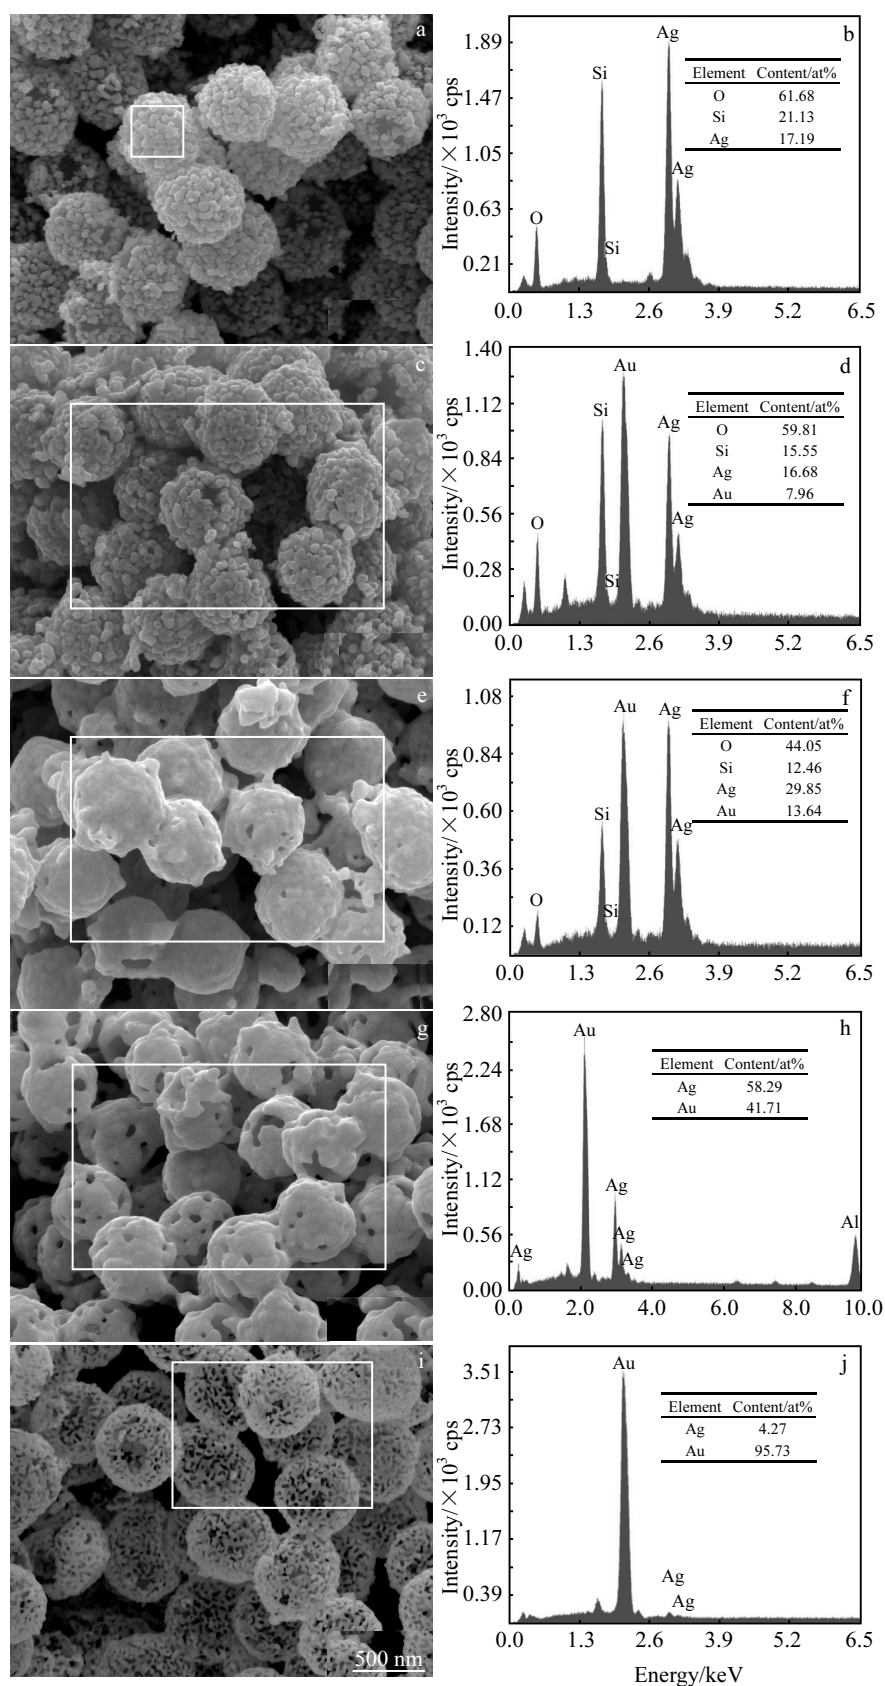 a
b
Intensity/×10³ cps
1.89
1.47
1.05
0.63
0.21
0.0 1.3 2.6 3.9 5.2 6.5
O
Si
Si
Ag
Ag
Element Content/at%
O 61.68
Si 21.13
Ag 17.19
c
d
Intensity/×10³ cps
1.40
1.12
0.84
0.56
0.28
0.00
0.0 1.3 2.6 3.9 5.2 6.5
O
Si
Si
Au
Ag
Ag
Element Content/at%
O 59.81
Si 15.55
Ag 16.68
Au 7.96
e
f
Intensity/×10³ cps
1.08
0.84
0.60
0.36
0.12
0.0 1.3 2.6 3.9 5.2 6.5
O
Si
Si
Au
Ag
Ag
Element Content/at%
O 44.05
Si 12.46
Ag 29.85
Au 13.64
g
h
Intensity/×10³ cps
2.80
2.24
1.68
1.12
0.56
0.00
0.0 2.0 4.0 6.0 8.0 10.0
Ag
Au
Ag
Ag
Ag
Al
Element Content/at%
Ag 58.29
Au 41.71
i
500 nm
j
Intensity/×10³ cps
3.51
2.73
1.95
1.17
0.39
0.0 1.3 2.6 3.9 5.2 6.5
Au
Ag
Ag
Element Content/at%
Ag 4.27
Au 95.73
Energy/keV